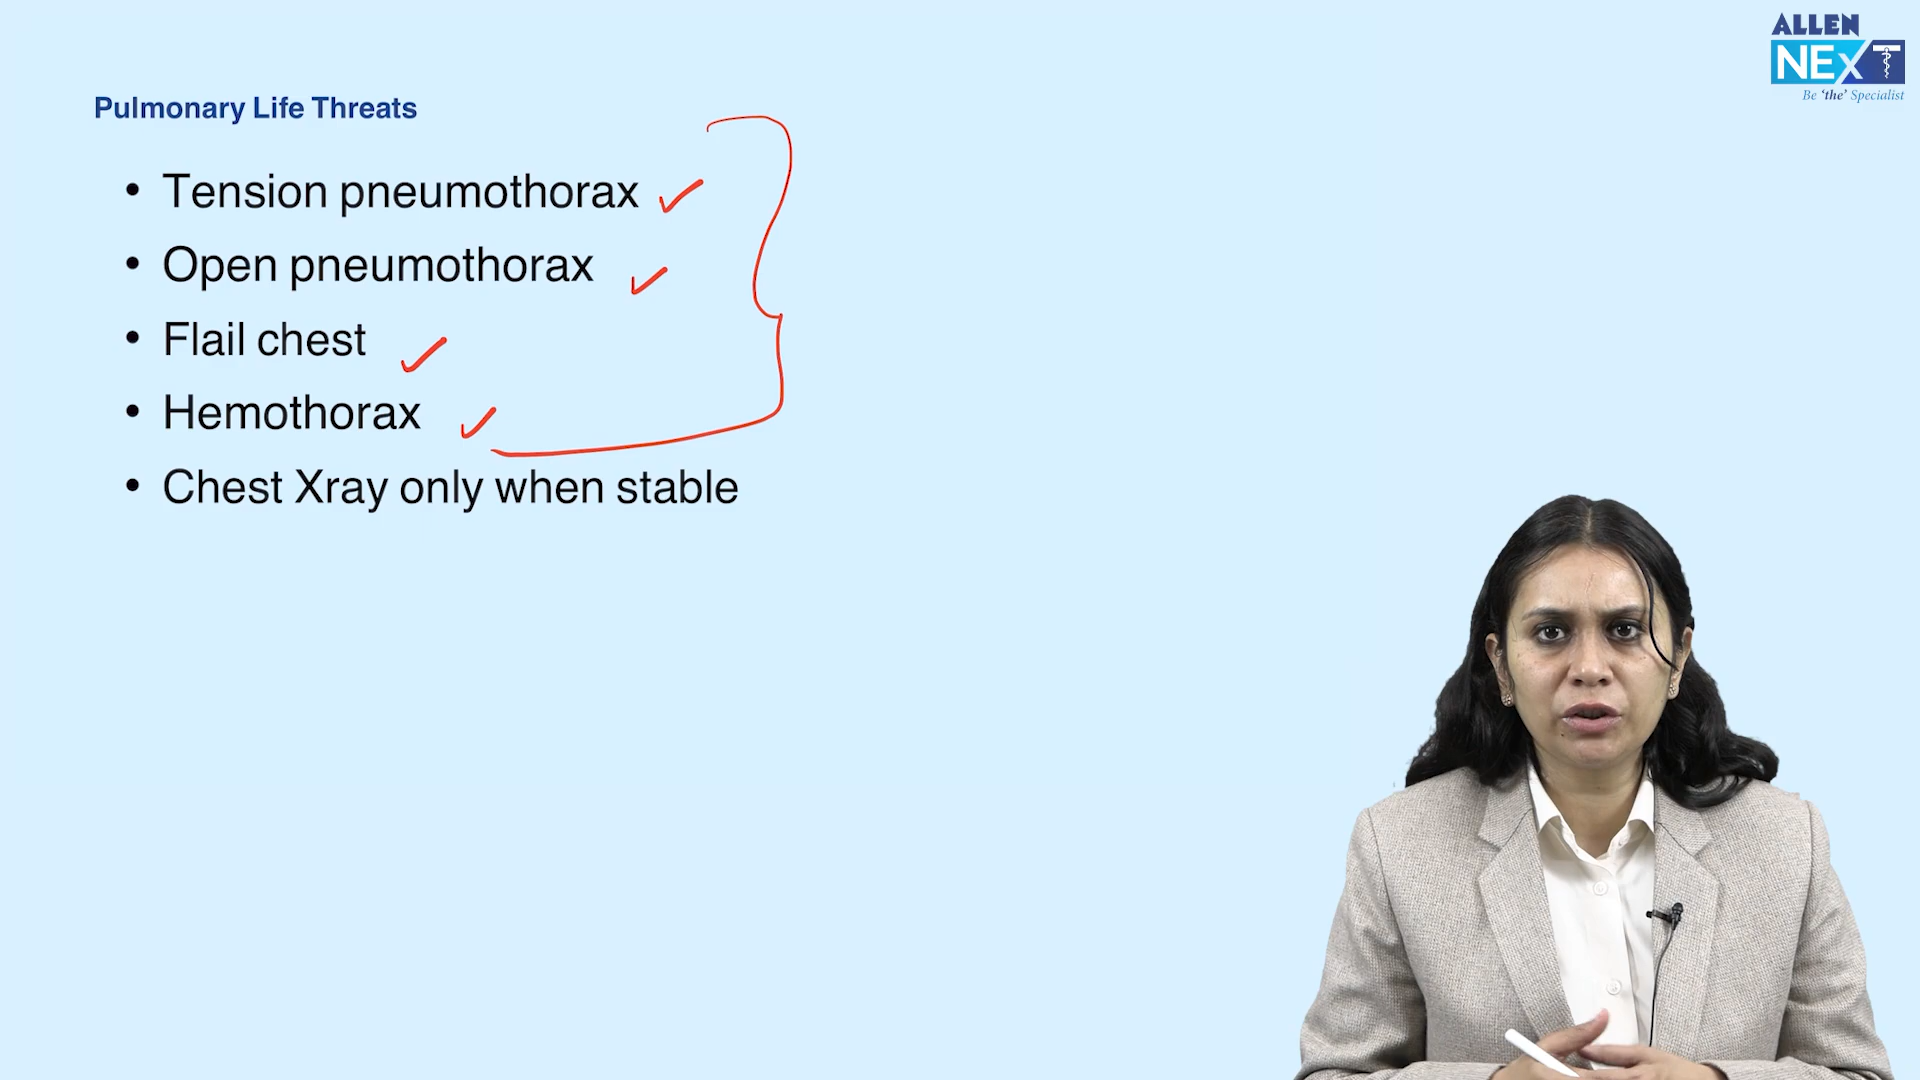 ALLEN
NEXT
Be 'the' Specialist
Pulmonary Life Threats
• Tension pneumothorax
• Open pneumothorax
• Flail chest
• Hemothorax
• Chest Xray only when stable